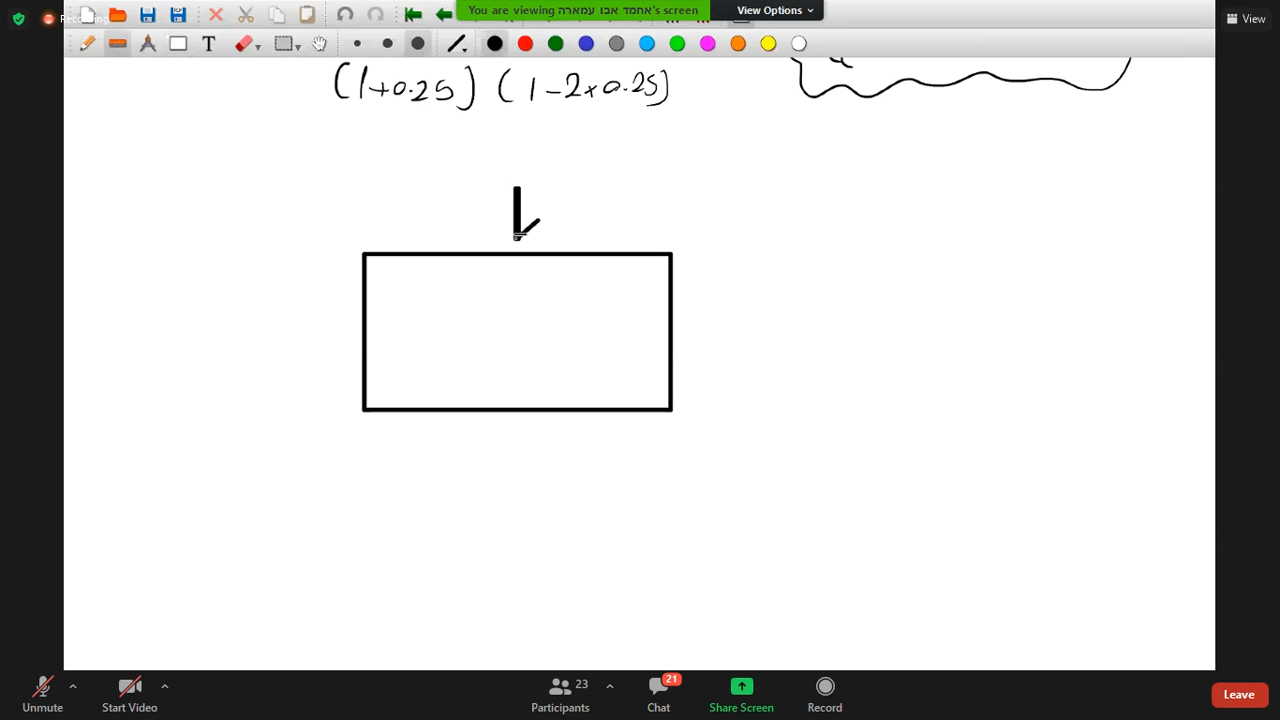 Recording
You are viewing אחמד אבו עמארה's screen
View Options
View
T
(1+0.25) (1-2×0.25)
Unmute
Start Video
23
Participants
21
Chat
Share Screen
Record
Leave